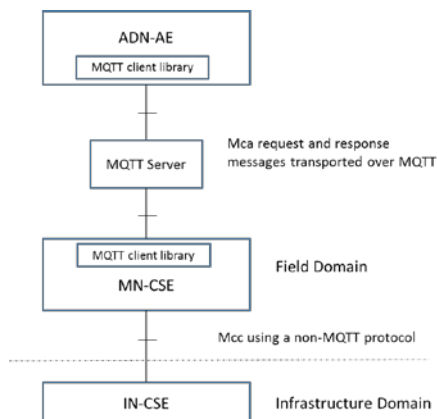 ADN-AE
MQTT client library
MQTT Server
Mca request and response
messages transported over MQTT
MQTT client library
MN-CSE
Field Domain
Mcc using a non-MQTT protocol
IN-CSE
Infrastructure Domain